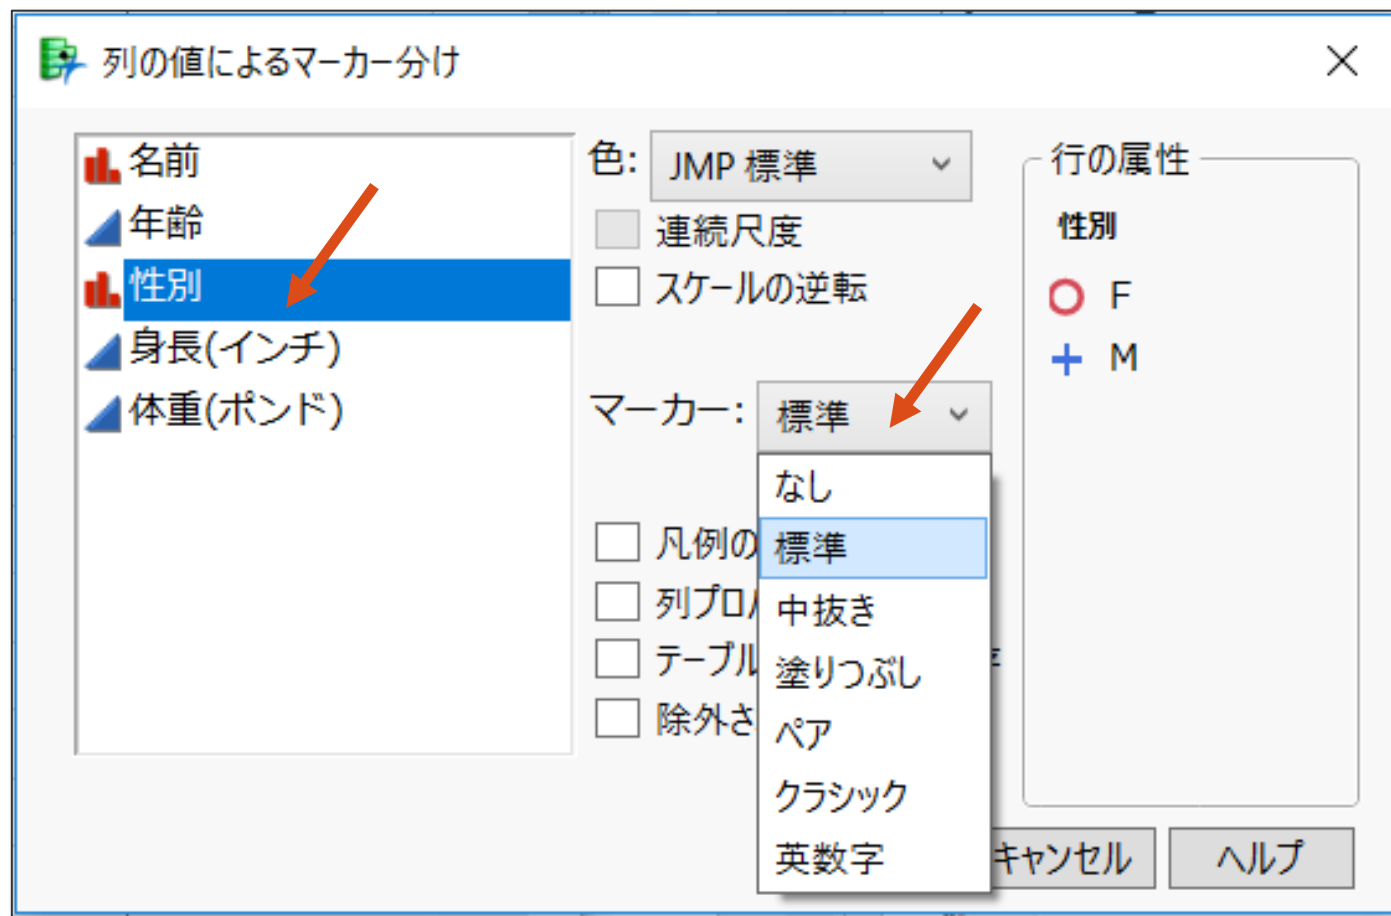 列の値によるマーカー分け
名前
年齢
性別
身長(インチ)
体重(ポンド)
色: JMP 標準
連続尺度
スケールの逆転
マーカー: 標準
なし
標準
中抜き
塗りつぶし
ペア
クラシック
英数字
凡例の
列プロ
テーブル
除外さ
行の属性
性別
F
M
キャンセル
ヘルプ